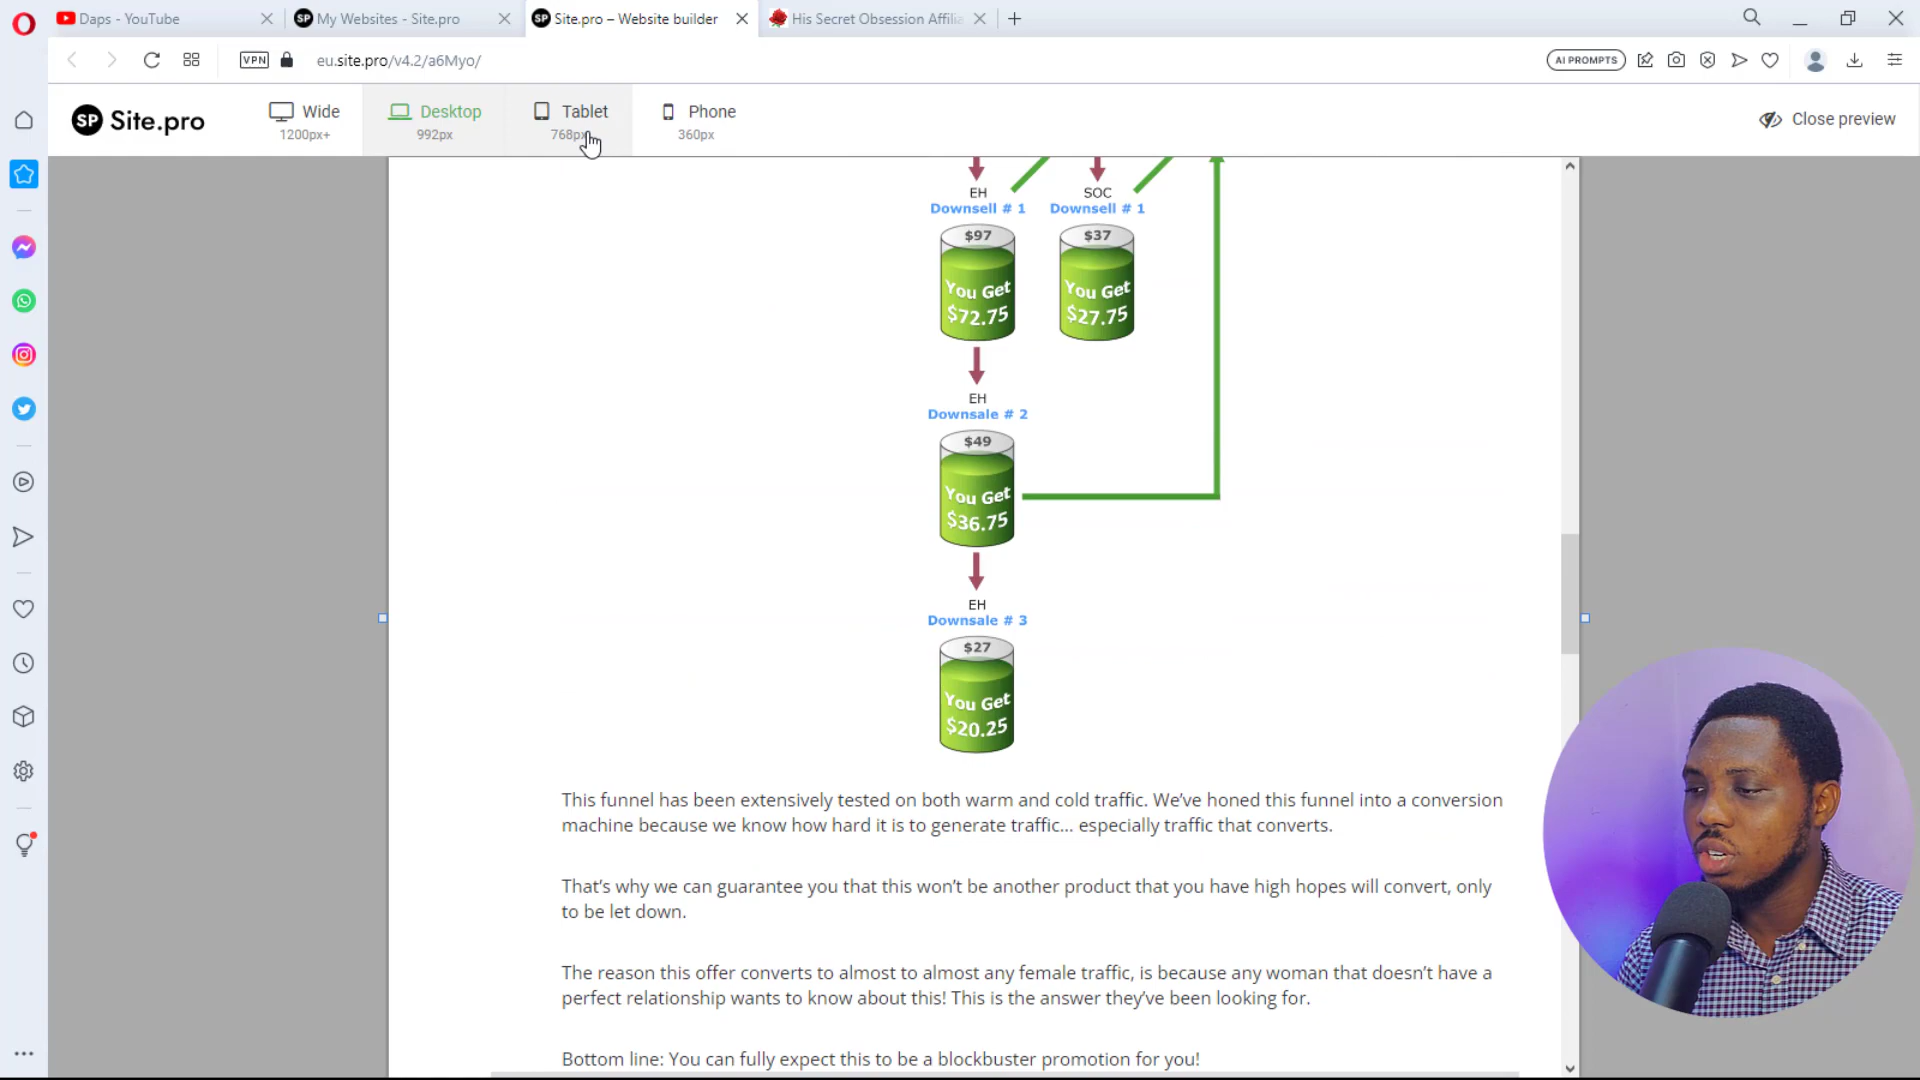 Daps - YouTube
My Websites - Site.pro
Site.pro – Website builder
His Secret Obsession Affilia
VPN
eu.site.pro/v4.2/a6Myo/
AI PROMPTS
SP Site.pro
Wide
1200px+
Desktop
992px
Tablet
768px
Phone
360px
Close preview
EH
Downsell # 1
SOC
Downsell # 1
$97
You Get
$72.75
$37
You Get
$27.75
EH
Downsale # 2
$49
You Get
$36.75
EH
Downsale # 3
$27
You Get
$20.25
This funnel has been extensively tested on both warm and cold traffic. We’ve honed this funnel into a conversion
machine because we know how hard it is to generate traffic… especially traffic that converts.
That’s why we can guarantee you that this won’t be another product that you have high hopes will convert, only
to be let down.
The reason this offer converts to almost to almost any female traffic, is because any woman that doesn’t have a
perfect relationship wants to know about this! This is the answer they’ve been looking for.
Bottom line: You can fully expect this to be a blockbuster promotion for you!